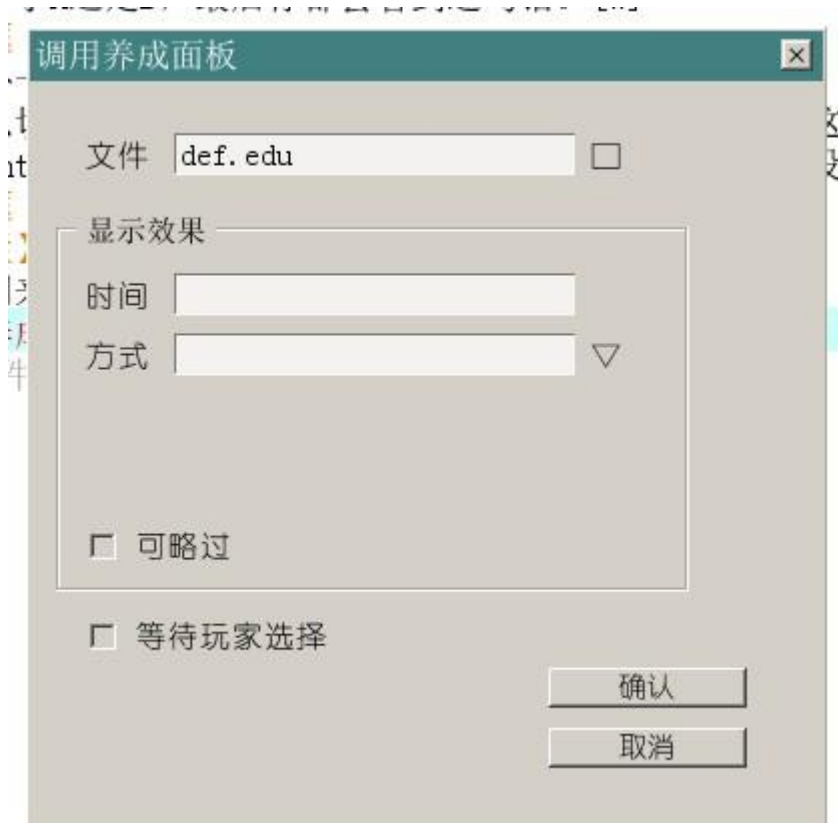 调用养成面板
文件 def.edu
显示效果
时间
方式
可略过
等待玩家选择
确认
取消